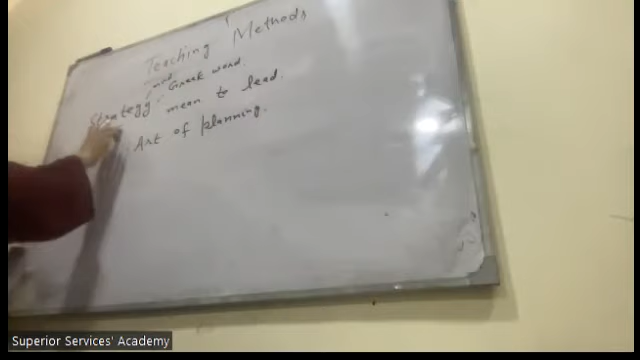 Teaching Methods
Greek word.
Strategy
mean to lead.
Art of planning.
Superior Services' Academy